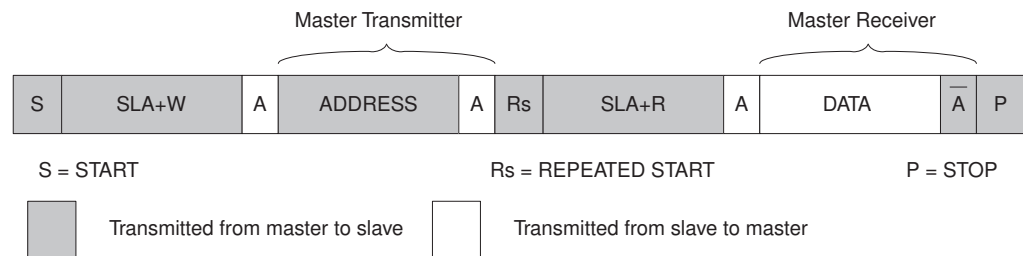 Master Transmitter Master Receiver
S SLA+W A ADDRESS A Rs SLA+R A DATA A̅ P
S = START Rs = REPEATED START P = STOP
Transmitted from master to slave Transmitted from slave to master